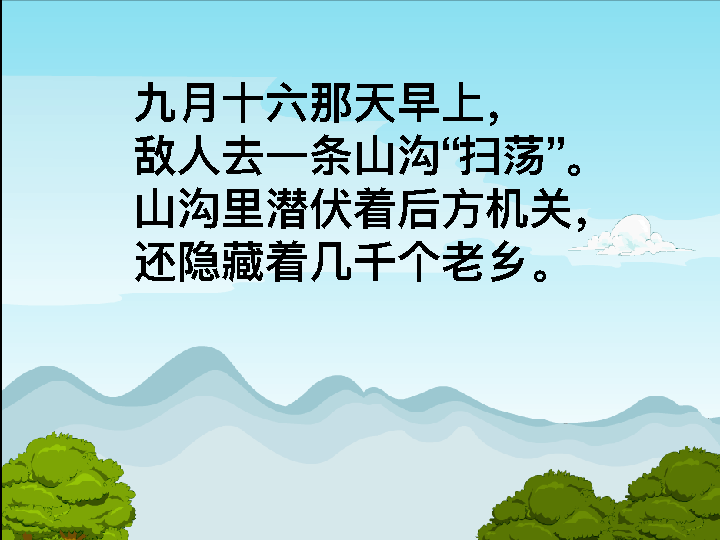 九月十六那天早上，
敌人去一条山沟“扫荡”。
山沟里潜伏着后方机关，
还隐藏着几千个老乡。